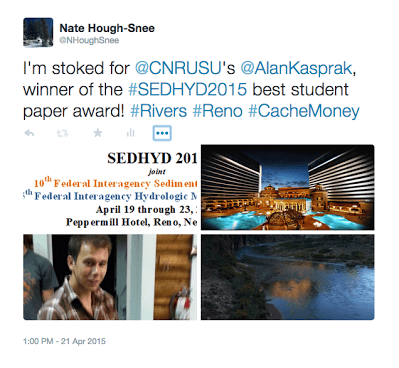 Nate Hough-Snee
@NHoughSnee
I'm stoked for @CNRUSU's @AlanKasprak,
winner of the #SEDHYD2015 best student
paper award! #Rivers #Reno #CacheMoney
SEDHYD 201
joint
10th Federal Interagency Sediment
th Federal Interagency Hydrologic M
April 19 through 23,
Peppermill Hotel, Reno, Ne
1:00 PM - 21 Apr 2015